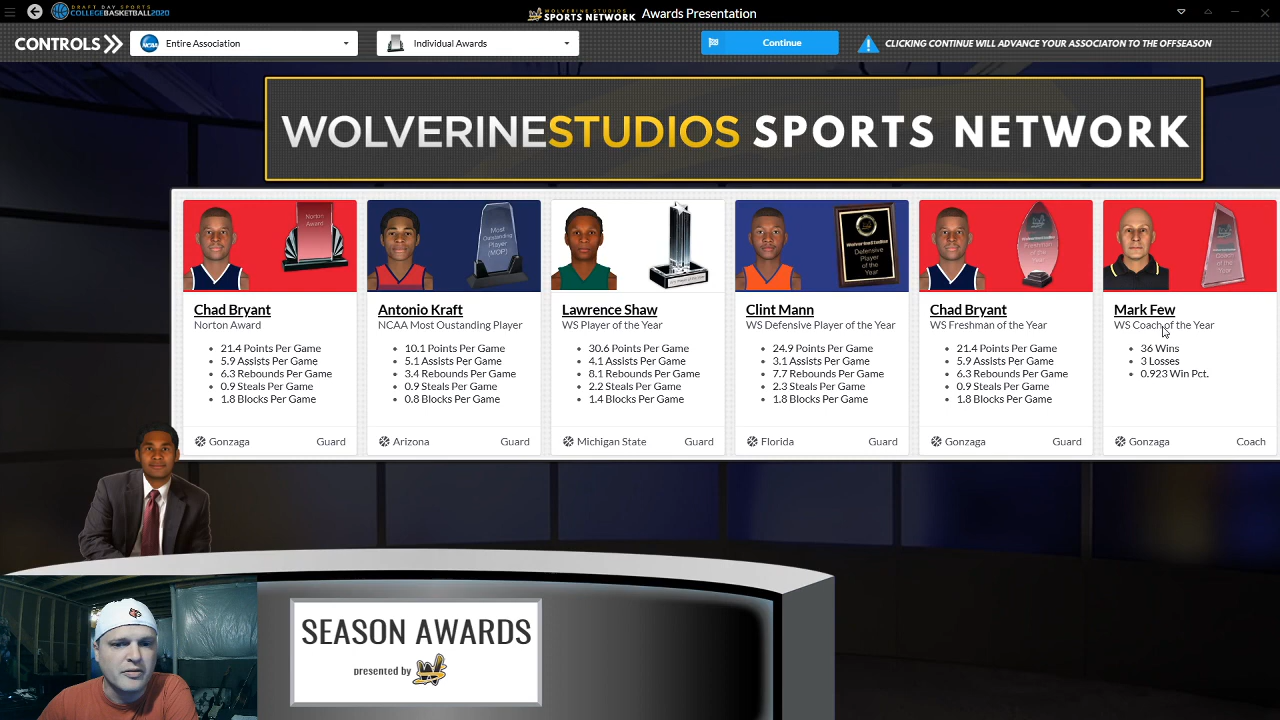 DRAFT DAY SPORTS
COLLEGEBASKETBALL2020
WOLVERINE STUDIOS
SPORTS NETWORK
Awards Presentation
CONTROLS
Entire Association
Individual Awards
Continue
CLICKING CONTINUE WILL ADVANCE YOUR ASSOCIATON TO THE OFFSEASON
WOLVERINESTUDIOS SPORTS NETWORK
Norton
Award
Chad Bryant
Norton Award
• 21.4 Points Per Game
• 5.9 Assists Per Game
• 6.3 Rebounds Per Game
• 0.9 Steals Per Game
• 1.8 Blocks Per Game
Gonzaga Guard
Most
Outstanding
Player
(MOP)
Antonio Kraft
NCAA Most Oustanding Player
• 10.1 Points Per Game
• 5.1 Assists Per Game
• 3.4 Rebounds Per Game
• 0.9 Steals Per Game
• 0.8 Blocks Per Game
Arizona Guard
Lawrence Shaw
WS Player of the Year
• 30.6 Points Per Game
• 4.1 Assists Per Game
• 8.1 Rebounds Per Game
• 2.2 Steals Per Game
• 1.4 Blocks Per Game
Michigan State Guard
WolverineStudios
Defensive
Player
of the
Year
Clint Mann
WS Defensive Player of the Year
• 24.9 Points Per Game
• 3.1 Assists Per Game
• 7.7 Rebounds Per Game
• 2.3 Steals Per Game
• 1.8 Blocks Per Game
Florida Guard
Freshman
of the
Year
Chad Bryant
WS Freshman of the Year
• 21.4 Points Per Game
• 5.9 Assists Per Game
• 6.3 Rebounds Per Game
• 0.9 Steals Per Game
• 1.8 Blocks Per Game
Gonzaga Guard
Coach
of the
Year
Mark Few
WS Coach of the Year
• 36 Wins
• 3 Losses
• 0.923 Win Pct.
Gonzaga Coach
SEASON AWARDS
presented by